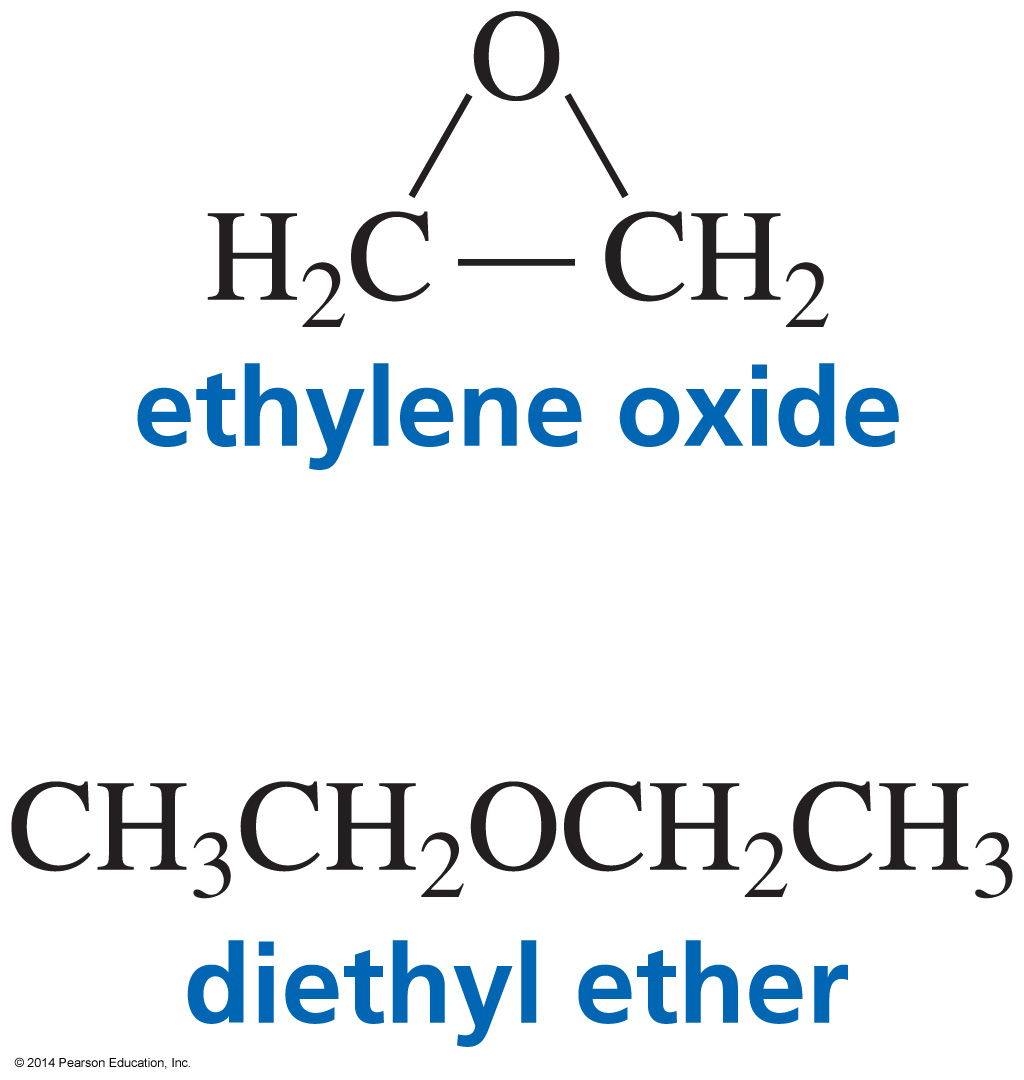 O
H₂C — CH₂
ethylene oxide
CH₃CH₂OCH₂CH₃
diethyl ether
© 2014 Pearson Education, Inc.